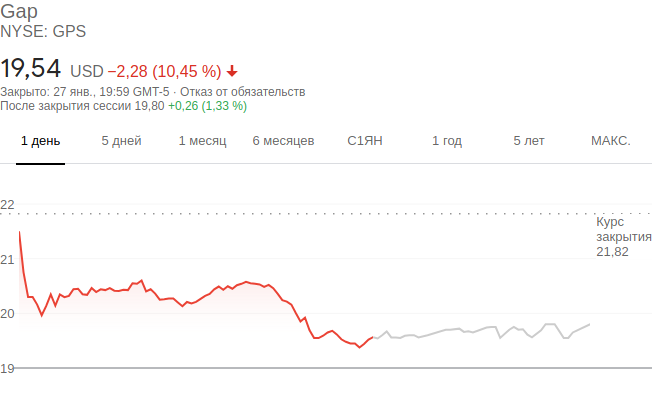 Gap
NYSE: GPS
19,54 USD −2,28 (10,45 %)
Закрыто: 27 янв., 19:59 GMT-5 · Отказ от обязательств
После закрытия сессии 19,80 +0,26 (1,33 %)
1 день 5 дней 1 месяц 6 месяцев С1ЯН 1 год 5 лет МАКС.
22
Курс
закрытия
21,82
21
20
19